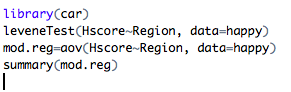 library(car)
leveneTest(Hscore~Region, data=happy)
mod.reg=aov(Hscore~Region, data=happy)
summary(mod.reg)